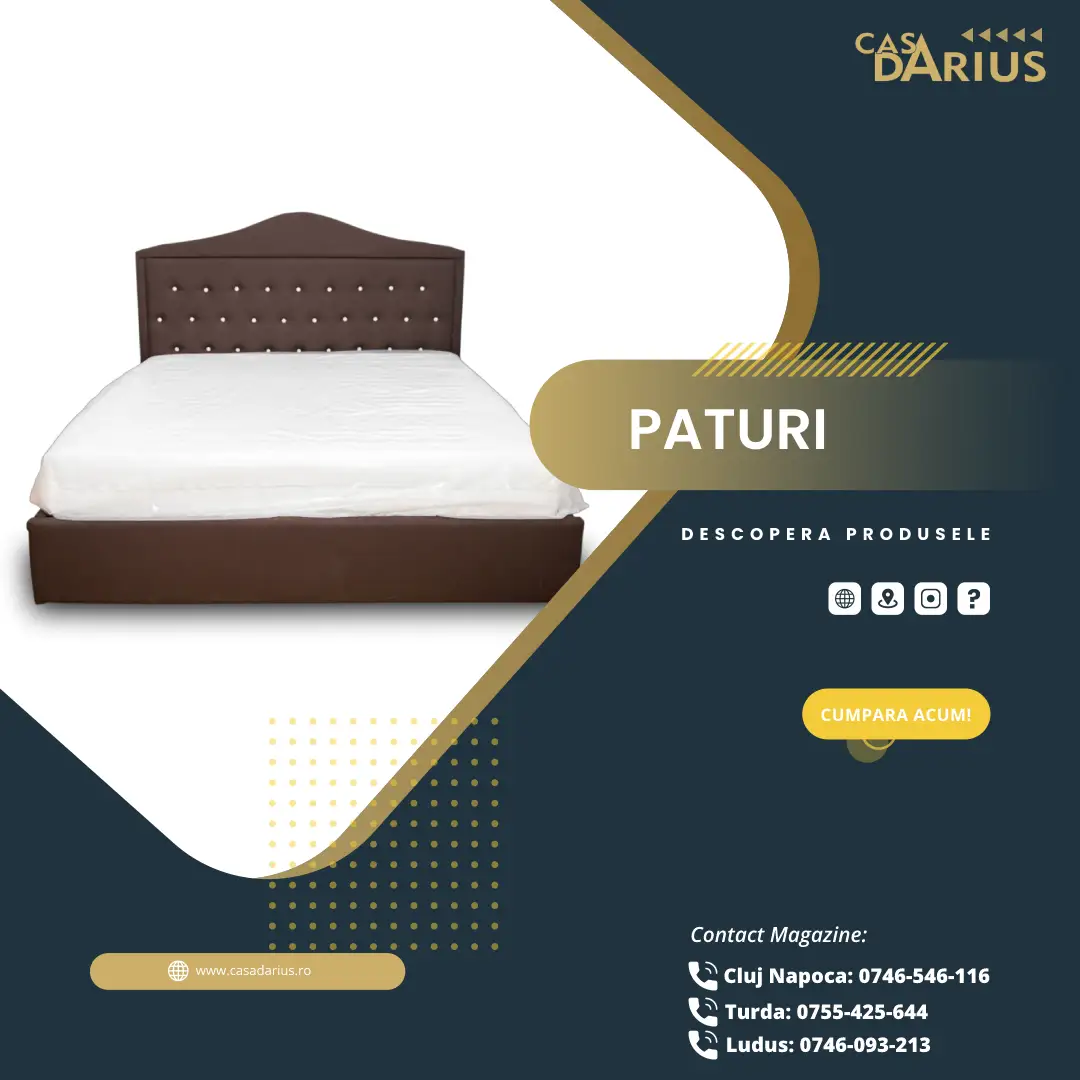 CASA
DARIUS
PATURI
DESCOPERA PRODUSELE
?
CUMPARA ACUM!
Contact Magazine:
www.casadarius.ro
Cluj Napoca: 0746-546-116
Turda: 0755-425-644
Ludus: 0746-093-213